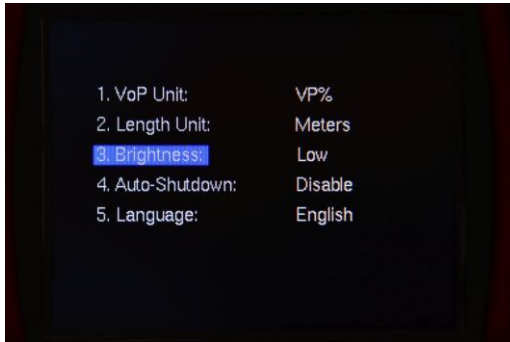 1. VoP Unit: VP%
2. Length Unit: Meters
3. Brightness: Low
4. Auto-Shutdown: Disable
5. Language: English